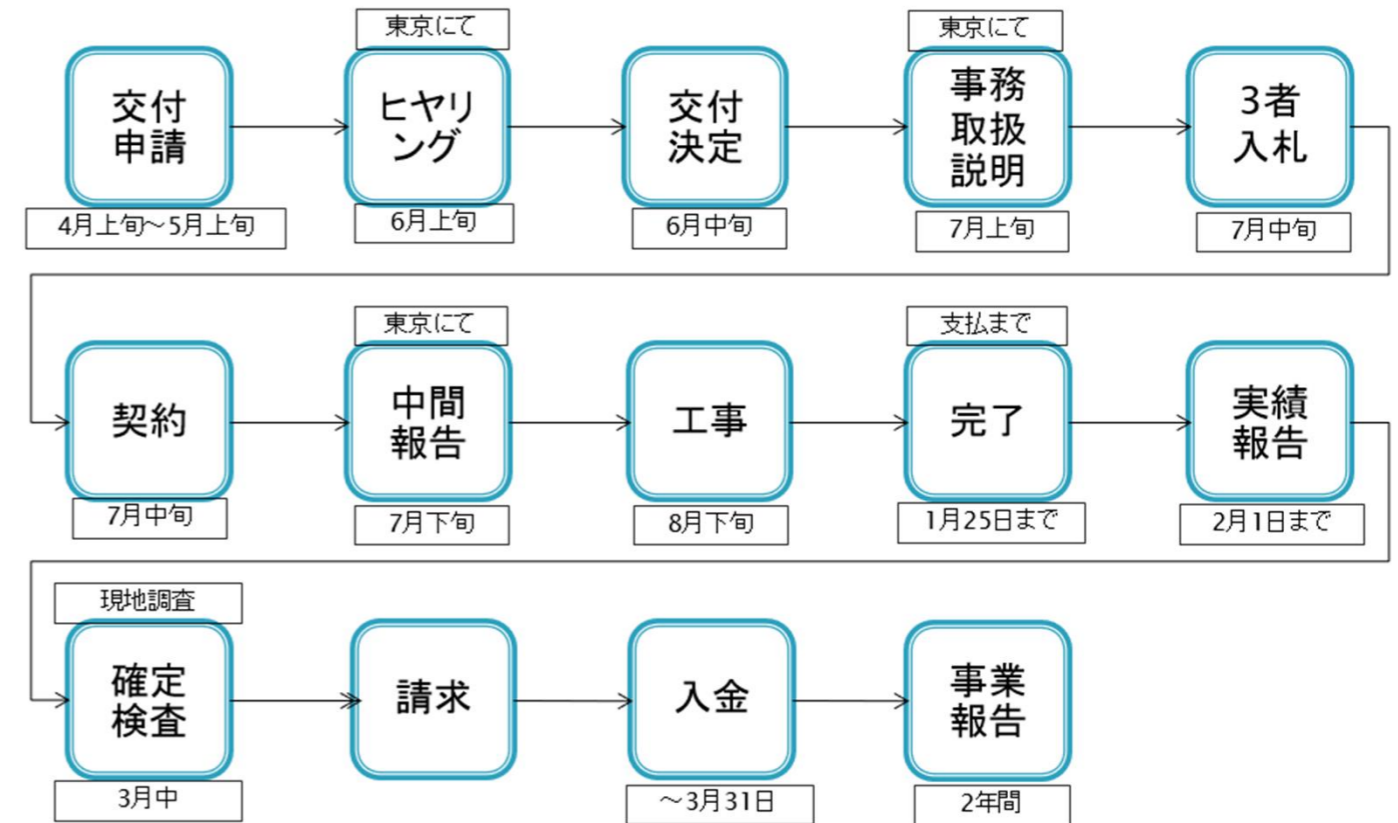 東京にて
交付
申請
4月上旬~5月上旬
ヒヤリ
ング
6月上旬
交付
決定
6月中旬
東京にて
事務
取扱
説明
7月上旬
3者
入札
7月中旬
契約
7月中旬
東京にて
中間
報告
7月下旬
工事
8月下旬
支払まで
完了
1月25日まで
実績
報告
2月1日まで
現地調査
確定
検査
3月中
請求
入金
~3月31日
事業
報告
2年間